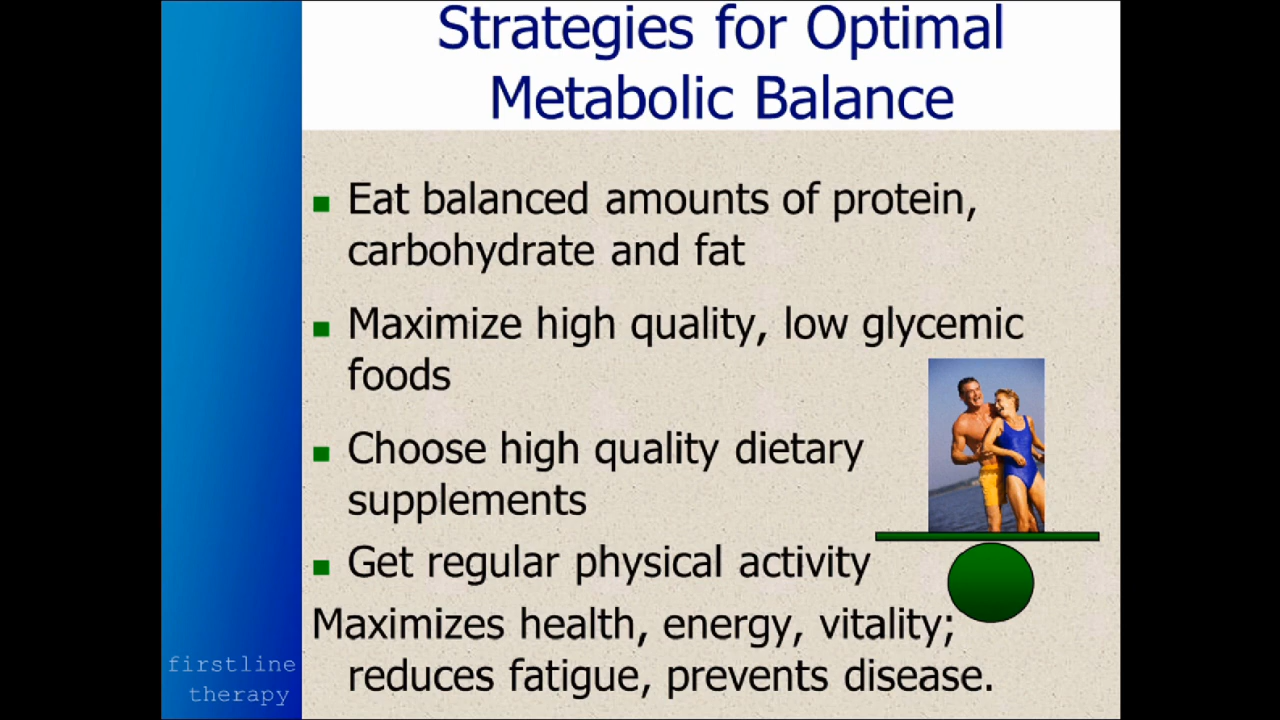 Strategies for Optimal
Metabolic Balance
Eat balanced amounts of protein,
carbohydrate and fat
Maximize high quality, low glycemic
foods
Choose high quality dietary
supplements
Get regular physical activity
Maximizes health, energy, vitality;
reduces fatigue, prevents disease.
firstline
therapy